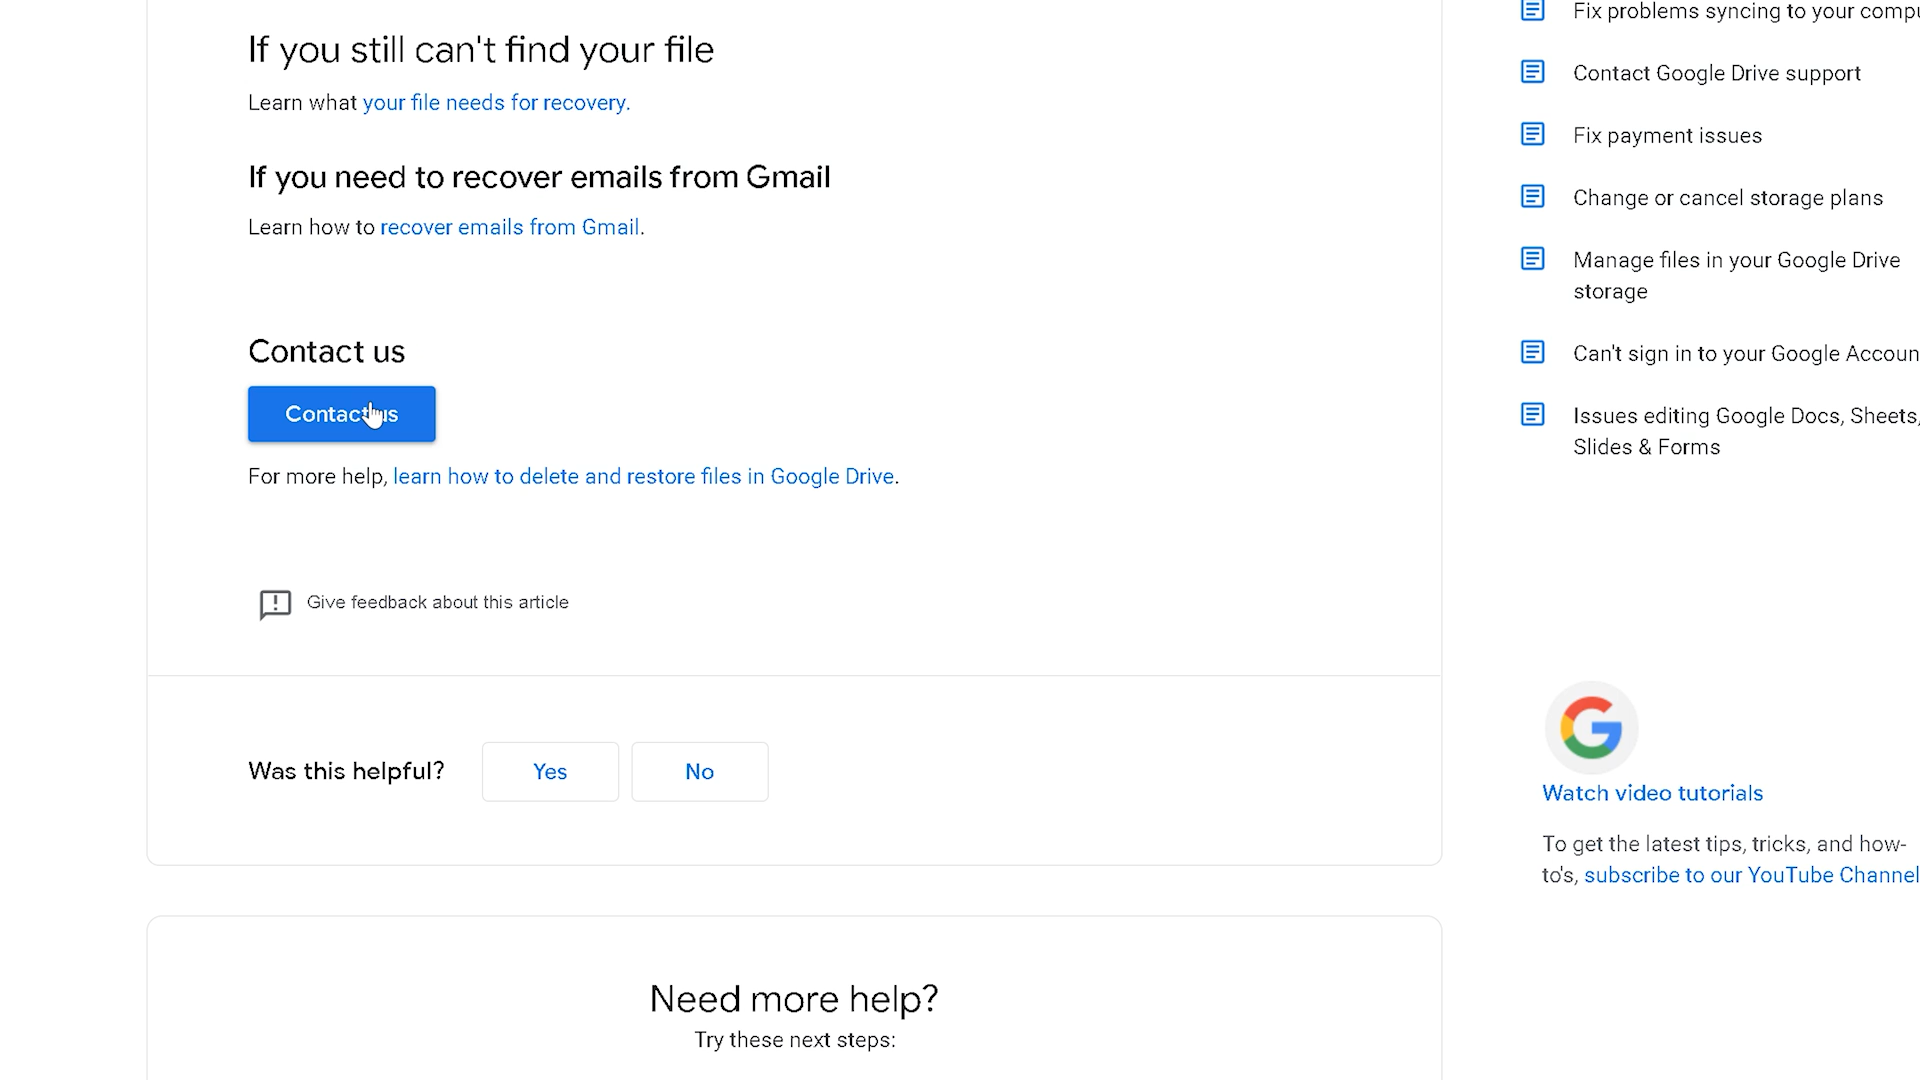 If you still can't find your file
Learn what your file needs for recovery.
If you need to recover emails from Gmail
Learn how to recover emails from Gmail.
Contact us
Contact us
For more help, learn how to delete and restore files in Google Drive.
Give feedback about this article
Was this helpful?
Yes
No
Need more help?
Try these next steps:
Fix problems syncing to your
Contact Google Drive support
Fix payment issues
Change or cancel storage plans
Manage files in your Google Drive
storage
Can't sign in to your Google
Issues editing Google Docs, Sheets,
Slides & Forms
Watch video tutorials
To get the latest tips, tricks, and how-
to's, subscribe to our YouTube Channel